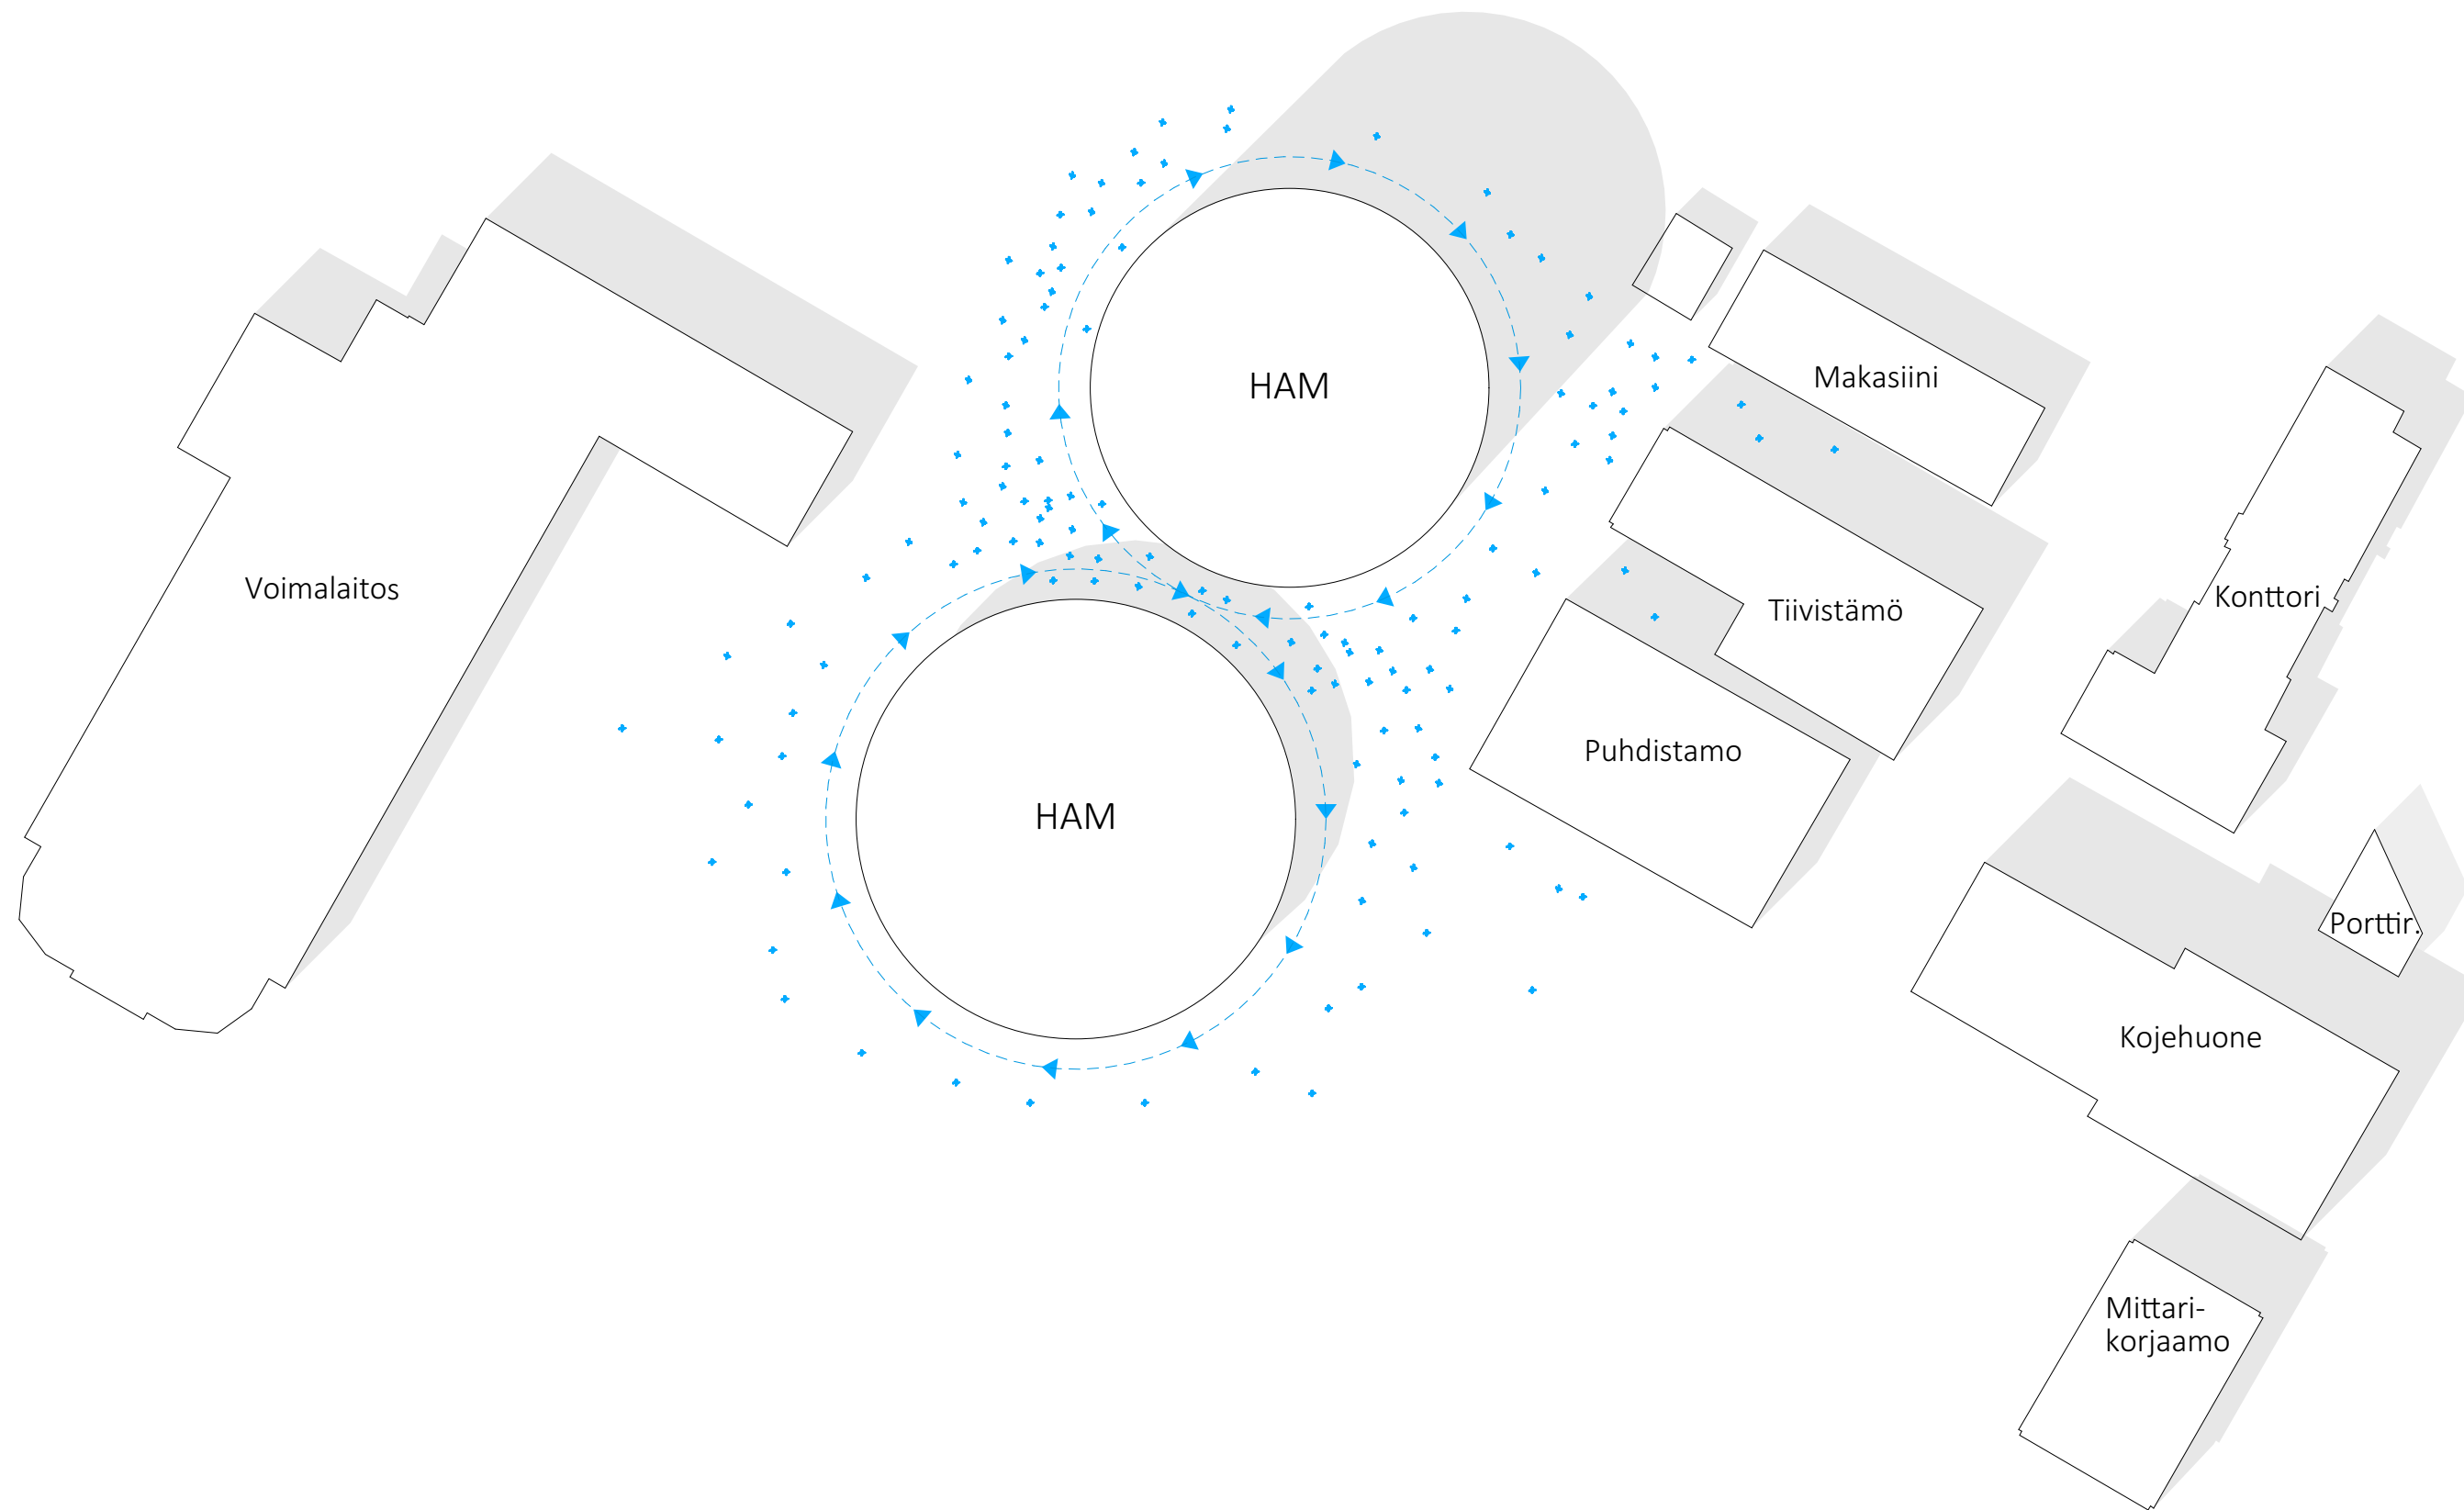 HAM
Makasiini
Voimalaitos
Konttori
Tiivistämö
Puhdistamo
HAM
Porttir.
Kojehuone
Mittari-
korjaamo